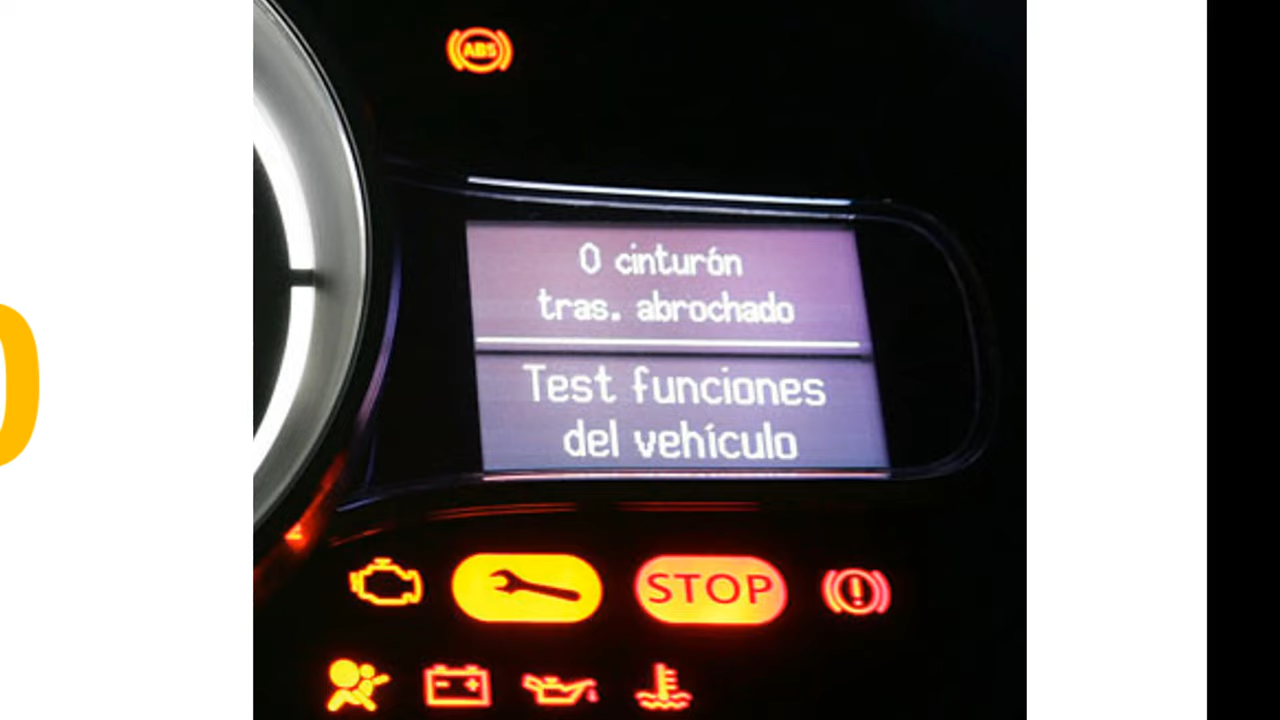 ABS
0 cinturón
tras. abrochado
Test funciones
del vehículo
STOP